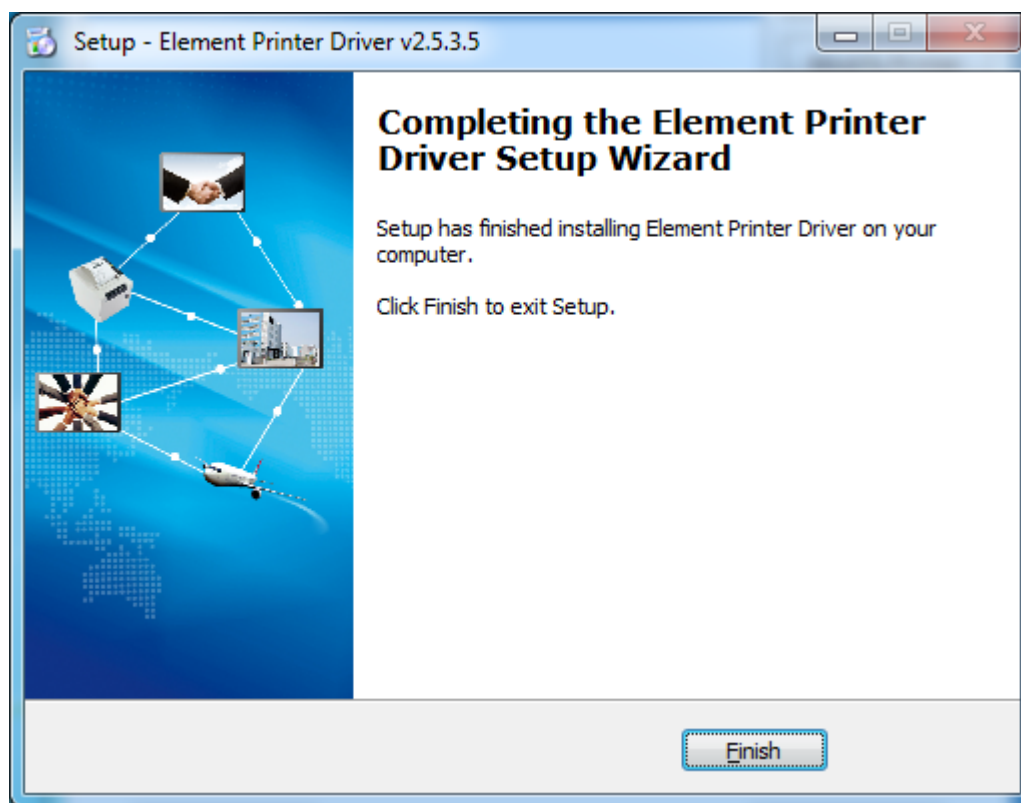 Setup - Element Printer Driver v2.5.3.5
Completing the Element Printer
Driver Setup Wizard
Setup has finished installing Element Printer Driver on your
computer.
Click Finish to exit Setup.
Finish